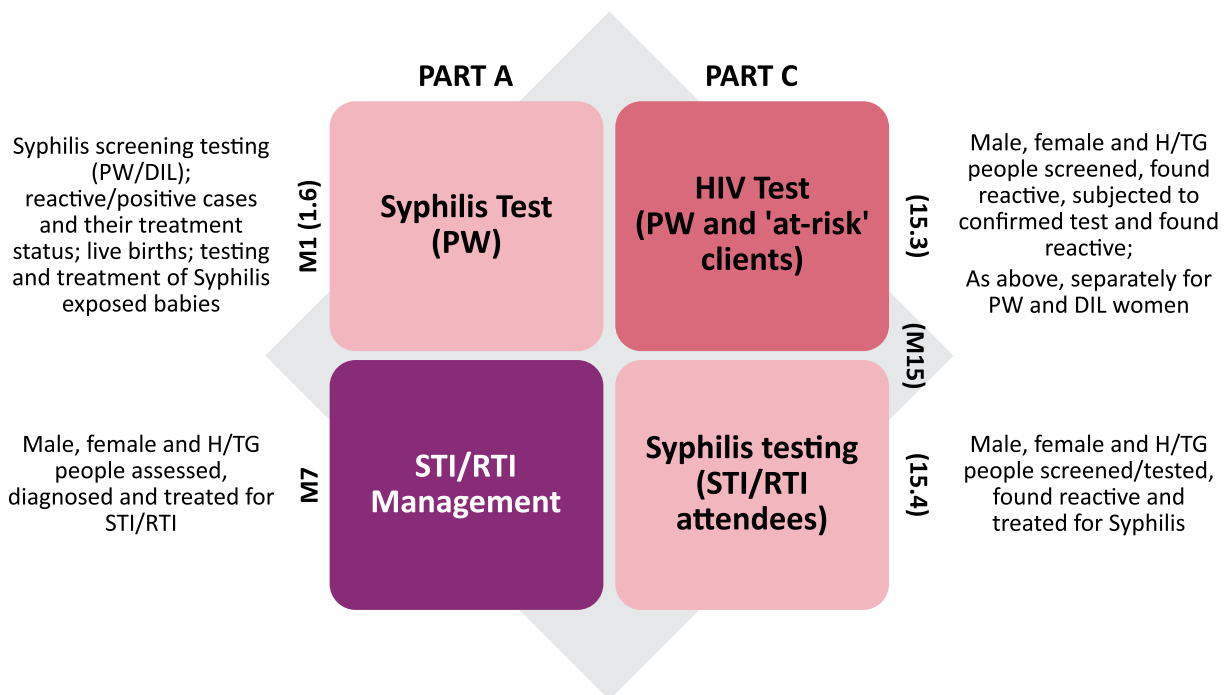 PART A
PART C
Syphilis screening testing
(PW/DIL);
reactive/positive cases
and their treatment
status; live births; testing
and treatment of Syphilis
exposed babies
M1 (1.6)
Syphilis Test
(PW)
HIV Test
(PW and 'at-risk'
clients)
(15.3)
Male, female and H/TG
people screened, found
reactive, subjected to
confirmed test and found
reactive;
As above, separately for
PW and DIL women
(M15)
Male, female and H/TG
people assessed,
diagnosed and treated for
STI/RTI
M7
STI/RTI
Management
Syphilis testing
(STI/RTI
attendees)
(15.4)
Male, female and H/TG
people screened/tested,
found reactive and
treated for Syphilis